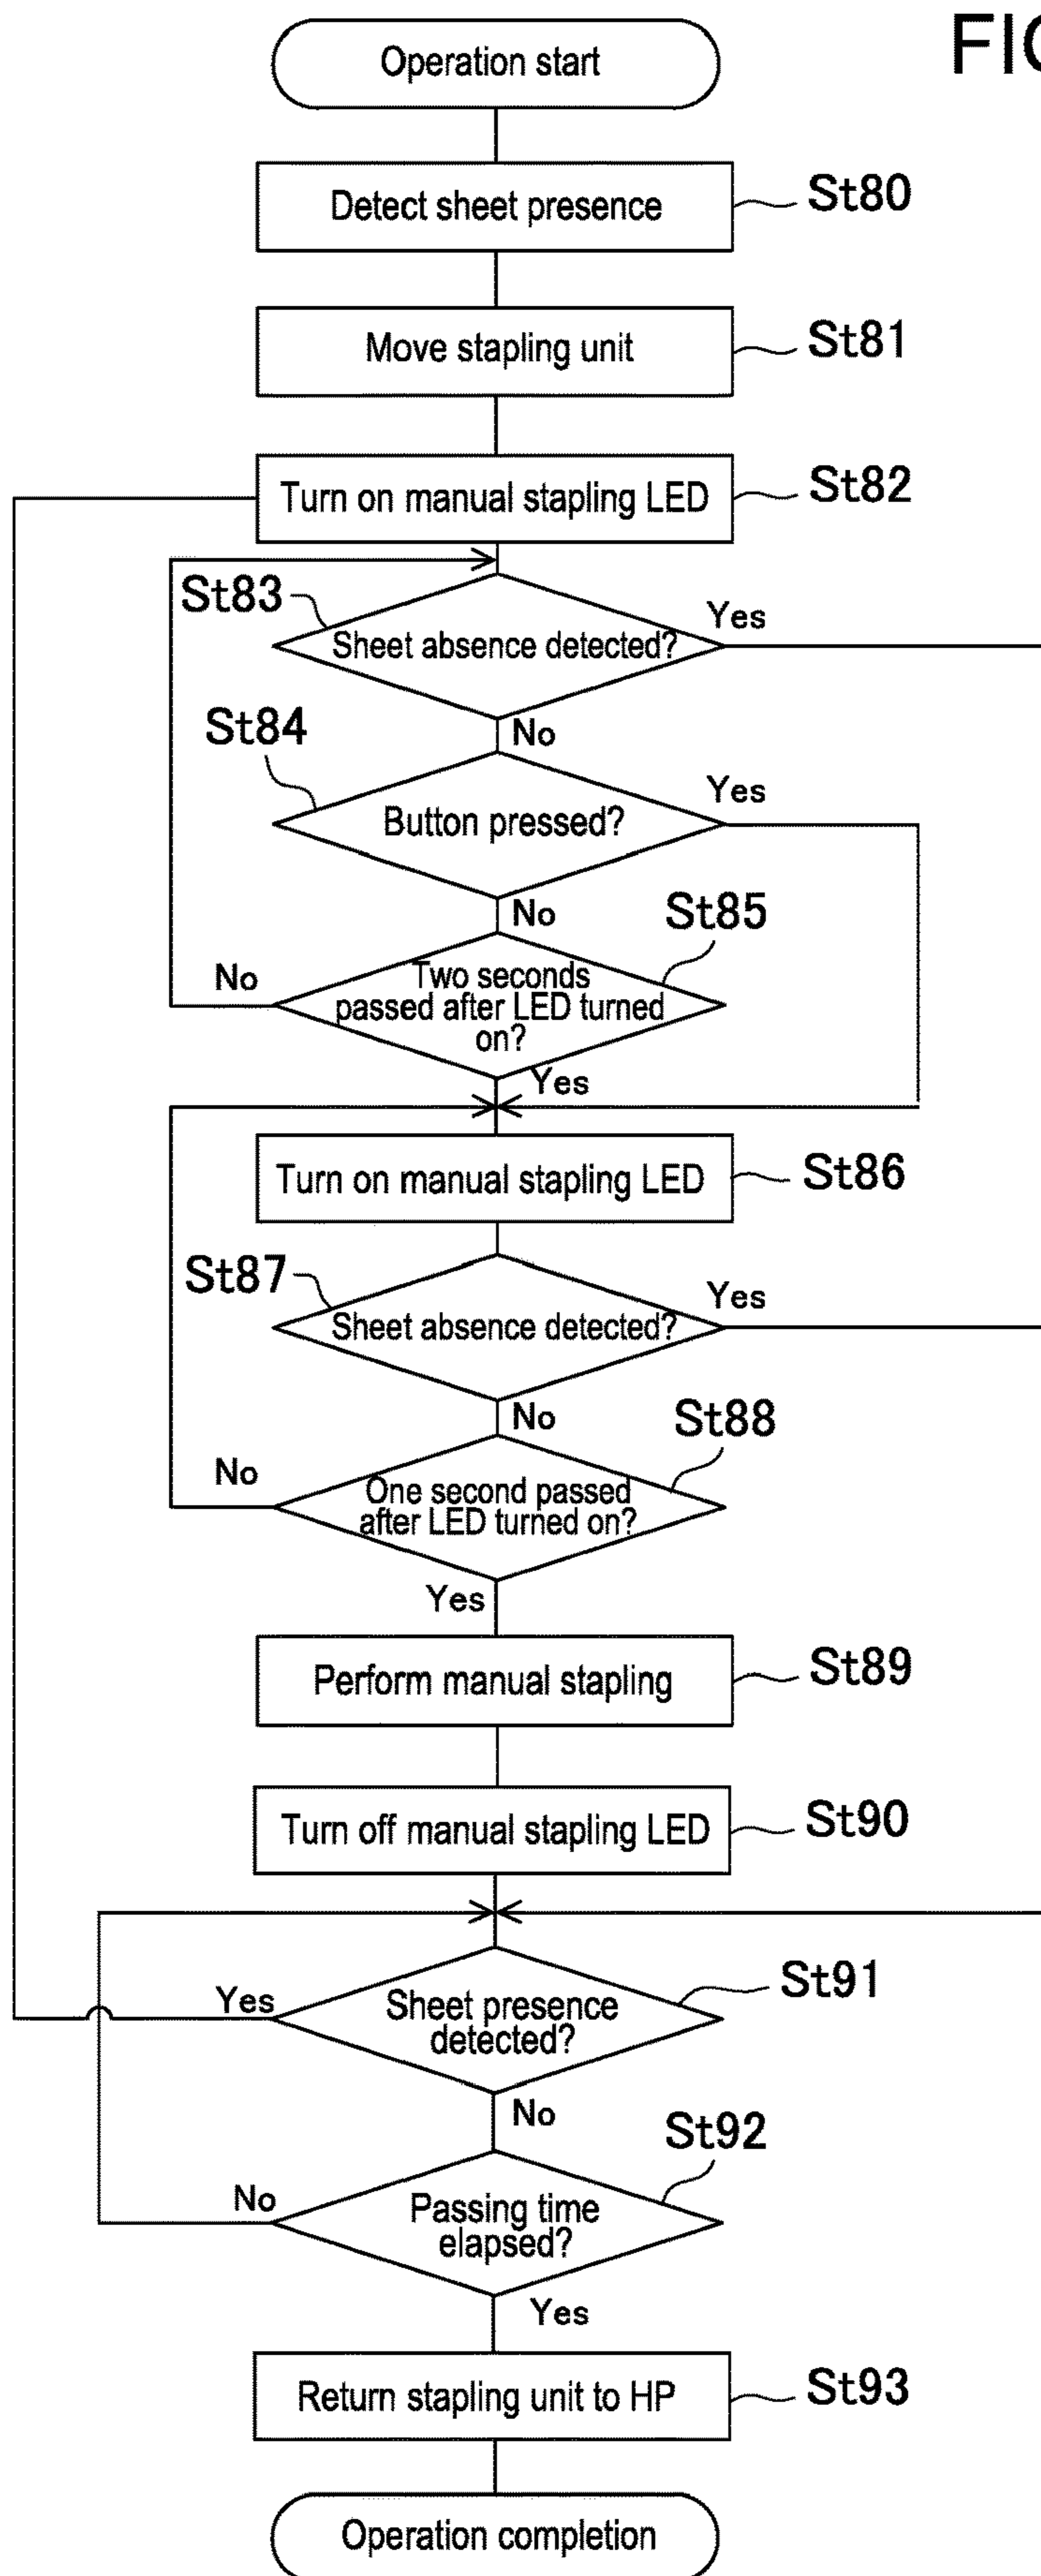 FIG
Operation start
Detect sheet presence
St80
Move stapling unit
St81
Turn on manual stapling LED
St82
St83
Sheet absence detected?
Yes
No
St84
Button pressed?
Yes
No
St85
Two seconds
passed after LED turned
on?
No
Yes
Turn on manual stapling LED
St86
St87
Sheet absence detected?
Yes
No
St88
One second passed
after LED turned on?
No
Yes
Perform manual stapling
St89
Turn off manual stapling LED
St90
St91
Sheet presence
detected?
Yes
No
St92
Passing time
elapsed?
No
Yes
Return stapling unit to HP
St93
Operation completion